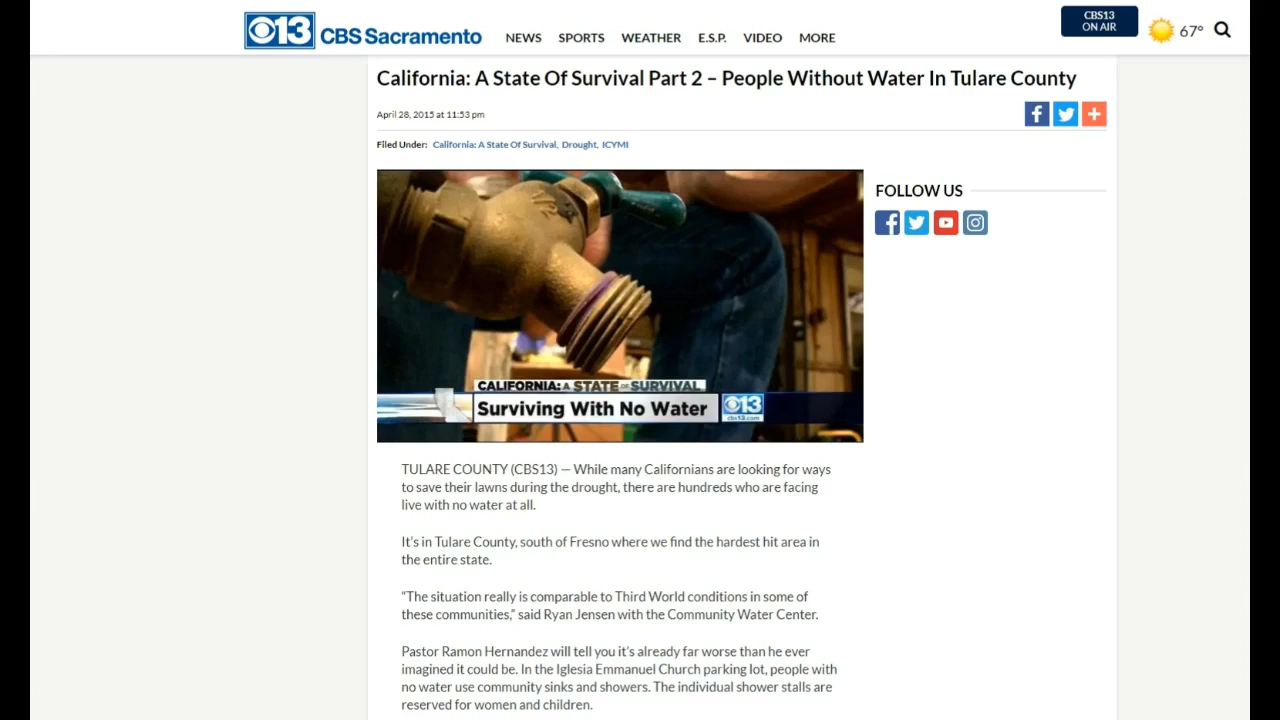 13 CBS Sacramento NEWS SPORTS WEATHER E.S.P. VIDEO MORE CBS13 ON AIR 67°
California: A State Of Survival Part 2 – People Without Water In Tulare County
April 28, 2015 at 11:53 pm
Filed Under: California: A State Of Survival, Drought, ICYMI
FOLLOW US
CALIFORNIA: A STATE OF SURVIVAL
Surviving With No Water 13
cbs13.com
TULARE COUNTY (CBS13) — While many Californians are looking for ways
to save their lawns during the drought, there are hundreds who are facing
live with no water at all.
It's in Tulare County, south of Fresno where we find the hardest hit area in
the entire state.
“The situation really is comparable to Third World conditions in some of
these communities,” said Ryan Jensen with the Community Water Center.
Pastor Ramon Hernandez will tell you it's already far worse than he ever
imagined it could be. In the Iglesia Emmanuel Church parking lot, people with
no water use community sinks and showers. The individual shower stalls are
reserved for women and children.